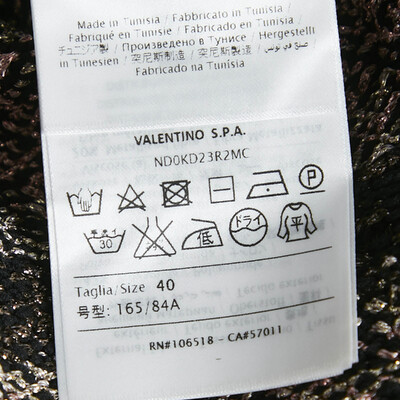 Made in Tunisia / Fabbricato in Tunisia /
Fabriqué en Tunisie / Fabricado en Tunisia /
チュニジア製 / Произведено в Тунисе / Hergestellt
in Tunesien / 突尼斯制造 / 突尼斯製造 / صنع في تونس
Fabricado na Tunísia
VALENTINO S.P.A.
ND0KD23R2MC
P
30 低 ドライ 平
Taglia/Size 40
号型: 165/84A
RN#106518 - CA#57011